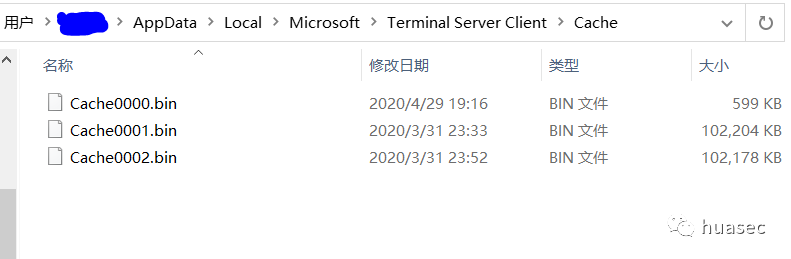 用户 > AppData > Local > Microsoft > Terminal Server Client > Cache
名称 修改日期 类型 大小
Cache0000.bin 2020/4/29 19:16 BIN 文件 599 KB
Cache0001.bin 2020/3/31 23:33 BIN 文件 102,204 KB
Cache0002.bin 2020/3/31 23:52 BIN 文件 102,178 KB
huasec